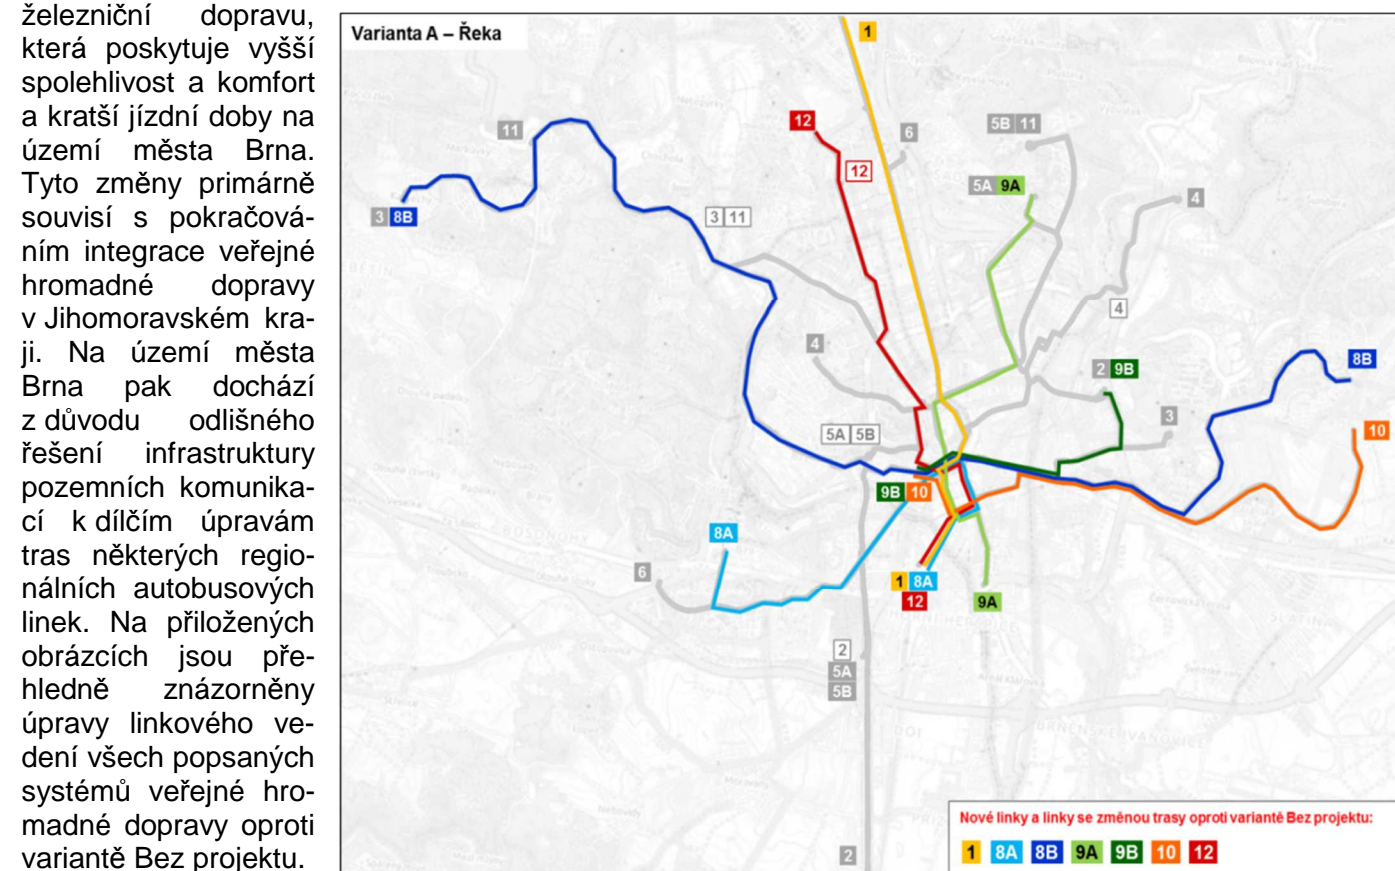 železniční dopravu,
která poskytuje vyšší
spolehlivost a komfort
a kratší jízdní doby na
území města Brna.
Tyto změny primárně
souvisí s pokračová-
ním integrace veřejné
hromadné dopravy
v Jihomoravském kra-
ji. Na území města
Brna pak dochází
z důvodu odlišného
řešení infrastruktury
pozemních komunika-
cí k dílčím úpravám
tras některých regio-
nálních autobusových
linek. Na přiložených
obrázcích jsou pře-
hledně znázorněny
úpravy linkového ve-
dení všech popsaných
systémů veřejné hro-
madné dopravy oproti
variantě Bez projektu.
Varianta A – Řeka
1
12
6
5B 11
11
12
5A 9A
4
3 8B
3 11
4
4
8B
2 9B
3
10
5A 5B
9B 10
8A
6
1 8A
12
9A
2
5A
5B
2
Nové linky a linky se změnou trasy oproti variantě Bez projektu:
1 8A 8B 9A 9B 10 12